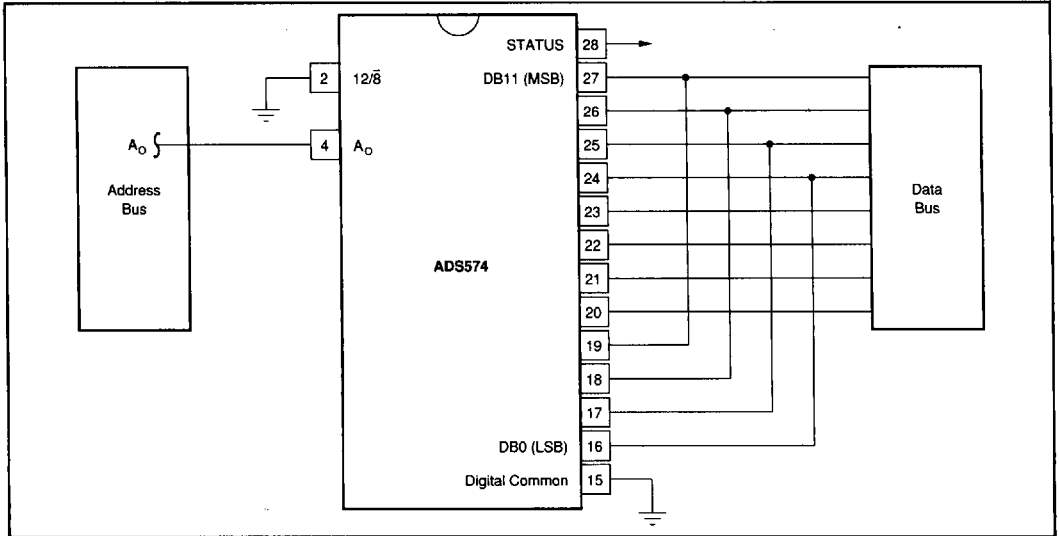 STATUS 28
2 12/8̅ DB11 (MSB) 27
26
A₀ 4 A₀ 25
Address
Bus
24
Data
Bus
23
22
ADS574 21
20
19
18
17
DB0 (LSB) 16
Digital Common 15